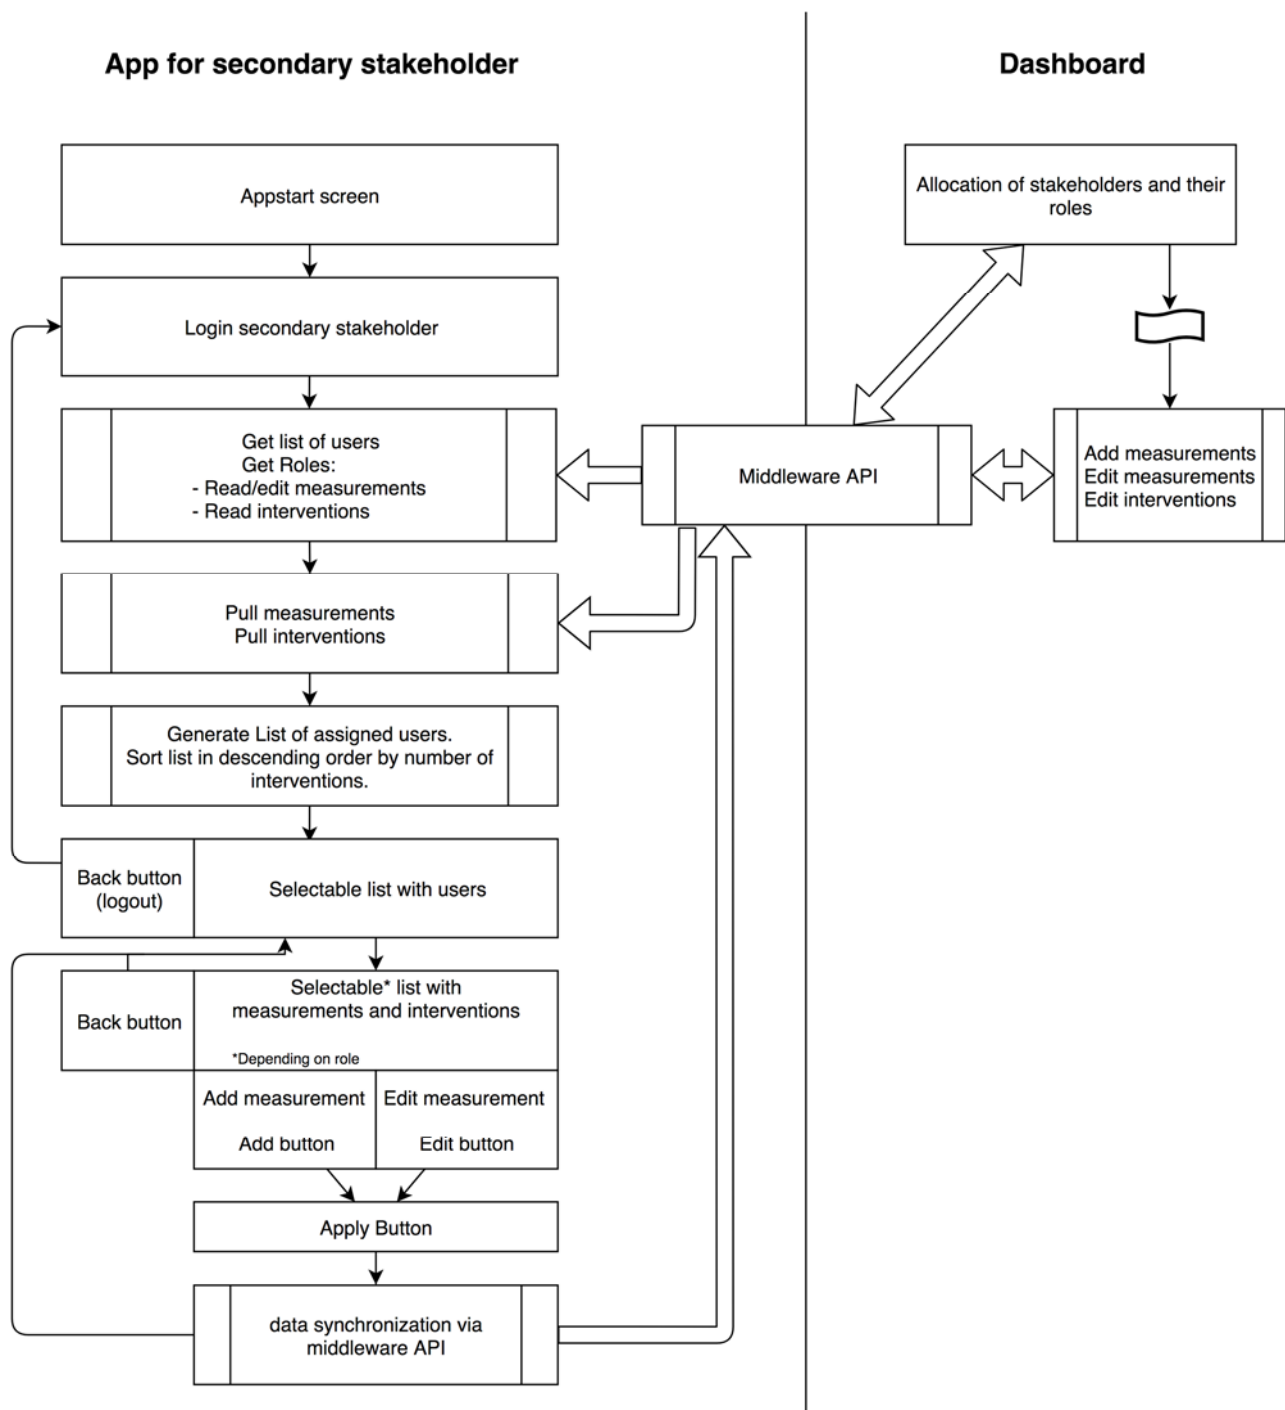 App for secondary stakeholder
Dashboard
Appstart screen
Allocation of stakeholders and their
roles
Login secondary stakeholder
Get list of users
Get Roles:
- Read/edit measurements
- Read interventions
Middleware API
Add measurements
Edit measurements
Edit interventions
Pull measurements
Pull interventions
Generate List of assigned users.
Sort list in descending order by number of
interventions.
Back button
(logout)
Selectable list with users
Back button
Selectable* list with
measurements and interventions
*Depending on role
Add measurement
Add button
Edit measurement
Edit button
Apply Button
data synchronization via
middleware API